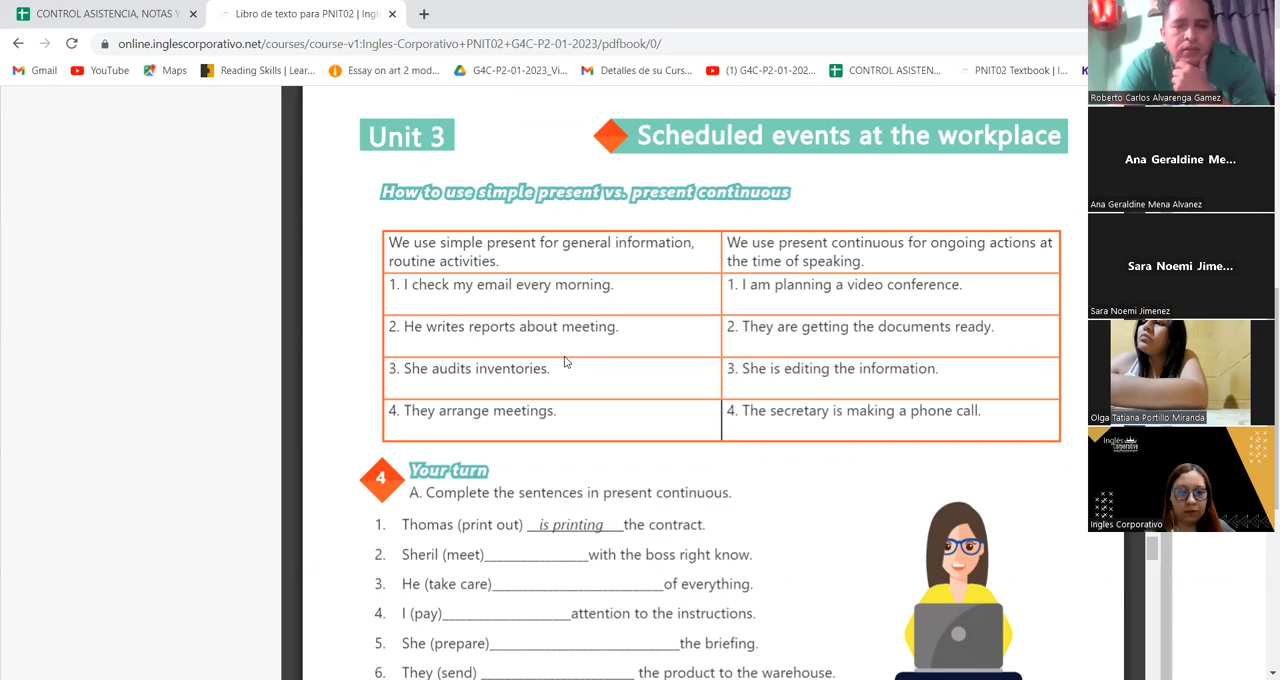 CONTROL ASISTENCIA, NOTAS Y
Libro de texto para PNIT02 | Ingl
online.inglescorporativo.net/courses/course-v1:Ingles-Corporativo+PNIT02+G4C-P2-01-2023/pdfbook/0/
Gmail YouTube Maps Reading Skills | Lear... Essay on art 2 mod... G4C-P2-01-2023_Vi... Detalles de su Curs... (1) G4C-P2-01-202... CONTROL ASISTEN... PNIT02 Textbook | I...
Unit 3 Scheduled events at the workplace
How to use simple present vs. present continuous
We use simple present for general information,
routine activities.
We use present continuous for ongoing actions at
the time of speaking.
1. I check my email every morning.
1. I am planning a video conference.
2. He writes reports about meeting.
2. They are getting the documents ready.
3. She audits inventories.
3. She is editing the information.
4. They arrange meetings.
4. The secretary is making a phone call.
4 Your turn
A. Complete the sentences in present continuous.
1. Thomas (print out) __is printing___the contract.
2. Sheril (meet)______________with the boss right know.
3. He (take care)_______________________of everything.
4. I (pay)_________________attention to the instructions.
5. She (prepare)_________________________the briefing.
6. They (send) ____________________ the product to the warehouse.
Roberto Carlos Alvarenga Gamez
Ana Geraldine Me...
Ana Geraldine Mena Alvanez
Sara Noemi Jime...
Sara Noemi Jimenez
Olga Tatiana Portillo Miranda
Inglés
Corporativo
Ingles Corporativo